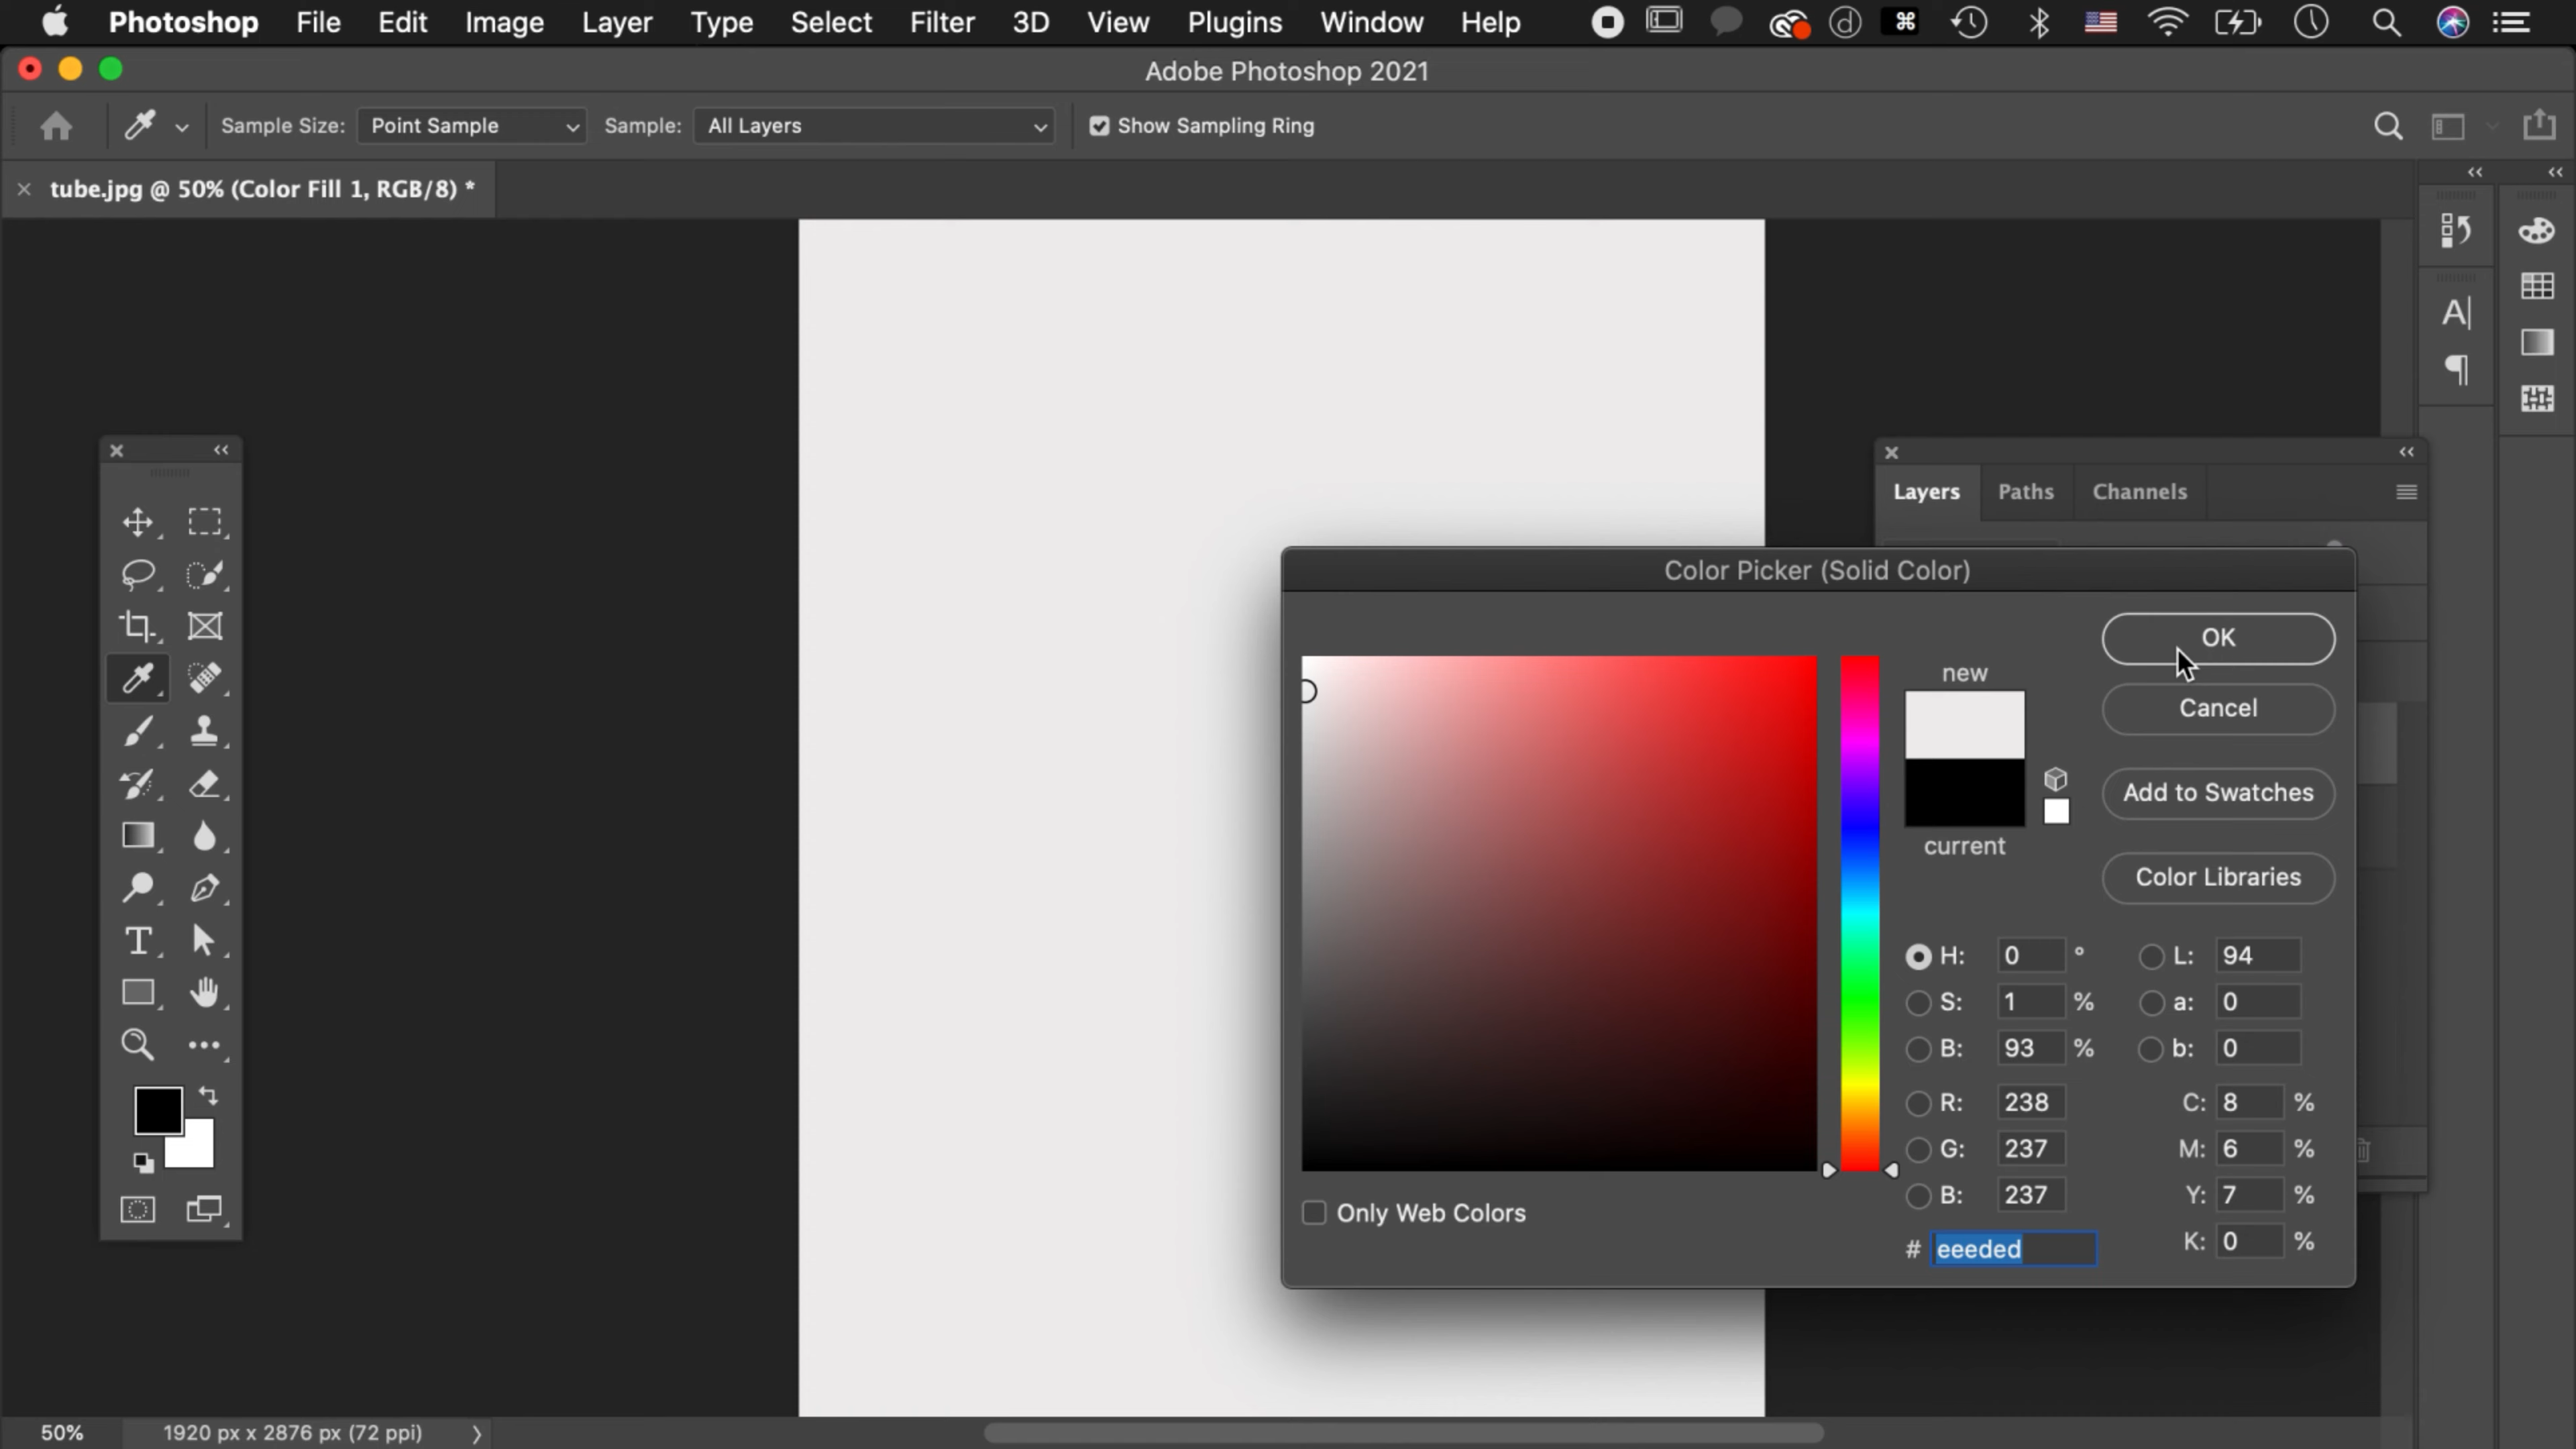 Photoshop File Edit Image Layer Type Select Filter 3D View Plugins Window Help
Adobe Photoshop 2021
Sample Size: Point Sample Sample: All Layers Show Sampling Ring
tube.jpg @ 50% (Color Fill 1, RGB/8) *
Layers Paths Channels
Color Picker (Solid Color)
OK
new
Cancel
Add to Swatches
current
Color Libraries
H: 0 ° L: 94
S: 1 % a: 0
B: 93 % b: 0
R: 238 C: 8 %
G: 237 M: 6 %
B: 237 Y: 7 %
Only Web Colors
# eeeded K: 0 %
50% 1920 px x 2876 px (72 ppi)